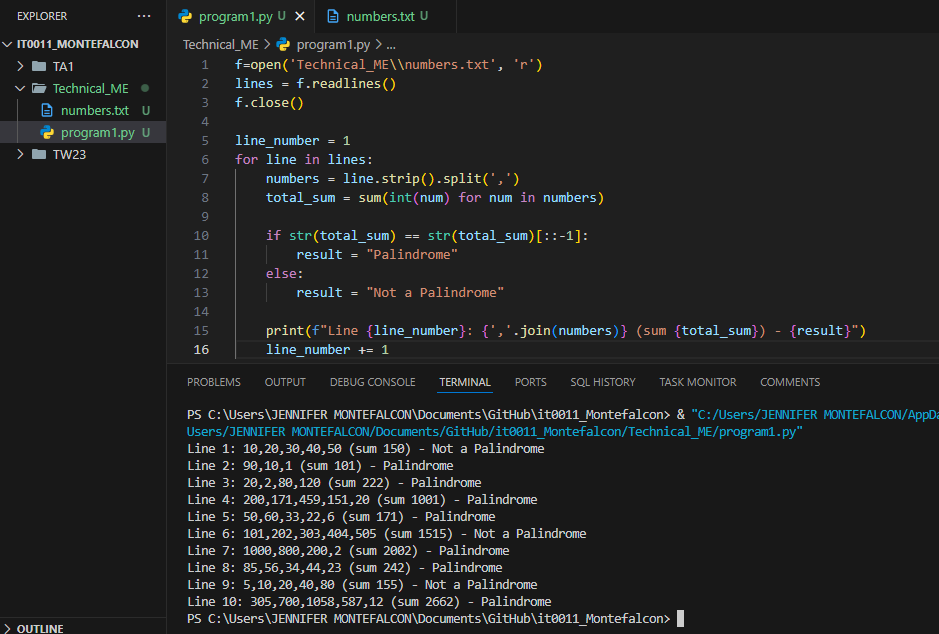 EXPLORER ...
IT0011_MONTEFALCON
TA1
Technical_ME
numbers.txt U
program1.py U
TW23
OUTLINE
program1.py U numbers.txt U
Technical_ME > program1.py > ...
1 f=open('Technical_ME\\numbers.txt', 'r')
2 lines = f.readlines()
3 f.close()
4
5 line_number = 1
6 for line in lines:
7 numbers = line.strip().split(',')
8 total_sum = sum(int(num) for num in numbers)
9
10 if str(total_sum) == str(total_sum)[::-1]:
11 result = "Palindrome"
12 else:
13 result = "Not a Palindrome"
14
15 print(f"Line {line_number}: {','.join(numbers)} (sum {total_sum}) - {result}")
16 line_number += 1
PROBLEMS OUTPUT DEBUG CONSOLE TERMINAL PORTS SQL HISTORY TASK MONITOR COMMENTS
PS C:\Users\JENNIFER MONTEFALCON\Documents\GitHub\it0011_Montefalcon> & "C:/Users/JENNIFER MONTEFALCON/AppDa
Users/JENNIFER MONTEFALCON/Documents/GitHub/it0011_Montefalcon/Technical_ME/program1.py"
Line 1: 10,20,30,40,50 (sum 150) - Not a Palindrome
Line 2: 90,10,1 (sum 101) - Palindrome
Line 3: 20,2,80,120 (sum 222) - Palindrome
Line 4: 200,171,459,151,20 (sum 1001) - Palindrome
Line 5: 50,60,33,22,6 (sum 171) - Palindrome
Line 6: 101,202,303,404,505 (sum 1515) - Not a Palindrome
Line 7: 1000,800,200,2 (sum 2002) - Palindrome
Line 8: 85,56,34,44,23 (sum 242) - Palindrome
Line 9: 5,10,20,40,80 (sum 155) - Not a Palindrome
Line 10: 305,700,1058,587,12 (sum 2662) - Palindrome
PS C:\Users\JENNIFER MONTEFALCON\Documents\GitHub\it0011_Montefalcon>